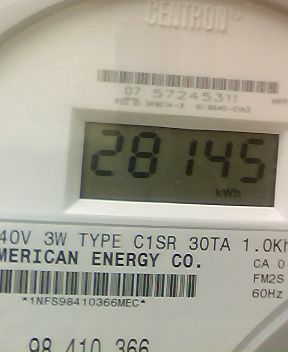 CENTRON®
07 57245311
28145
kWh
40V 3W TYPE C1SR 30TA 1.0Kh
MERICAN ENERGY CO.
CA 0
FM2S
60Hz
*1NFS98410366MEC*
98 410 366